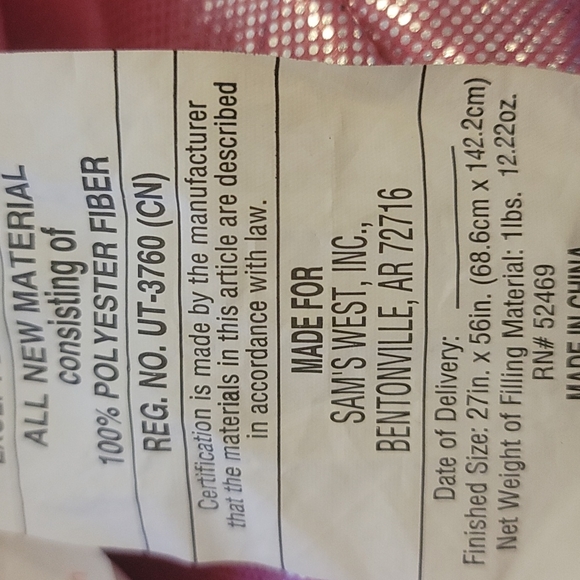 ALL NEW MATERIAL
consisting of
100% POLYESTER FIBER
REG. NO. UT-3760 (CN)
Certification is made by the manufacturer
that the materials in this article are described
in accordance with law.
MADE FOR
SAM'S WEST, INC.,
BENTONVILLE, AR 72716
Date of Delivery:
Finished Size: 27in. x 56in. (68.6cm x 142.2cm)
Net Weight of Filling Material: 1lbs. 12.22oz.
RN# 52469
MADE IN CHINA